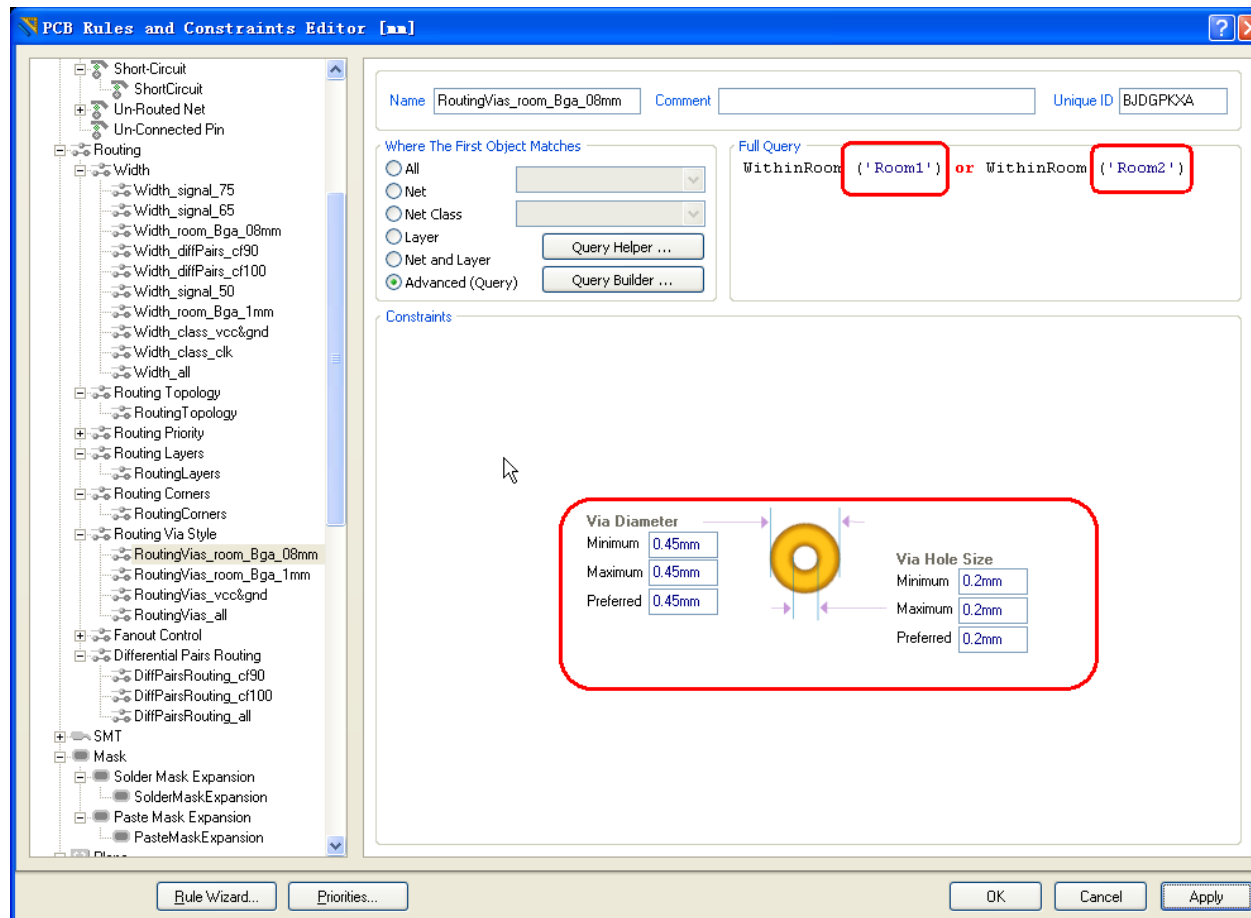 PCB Rules and Constraints Editor [mm]
Short-Circuit
ShortCircuit
Un-Routed Net
Un-Connected Pin
Routing
Width
Width_signal_75
Width_signal_65
Width_room_Bga_08mm
Width_diffPairs_cf90
Width_diffPairs_cf100
Width_signal_50
Width_room_Bga_1mm
Width_class_vcc&gnd
Width_class_clk
Width_all
Routing Topology
RoutingTopology
Routing Priority
Routing Layers
RoutingLayers
Routing Corners
RoutingCorners
Routing Via Style
RoutingVias_room_Bga_08mm
RoutingVias_room_Bga_1mm
RoutingVias_vcc&gnd
RoutingVias_all
Fanout Control
Differential Pairs Routing
DiffPairsRouting_cf90
DiffPairsRouting_cf100
DiffPairsRouting_all
SMT
Mask
Solder Mask Expansion
SolderMaskExpansion
Paste Mask Expansion
PasteMaskExpansion
Name RoutingVias_room_Bga_08mm Comment Unique ID BJDGPKXA
Where The First Object Matches
All
Net
Net Class
Layer
Net and Layer
Advanced (Query)
Query Helper ...
Query Builder ...
Full Query
WithinRoom ('Room1') or WithinRoom ('Room2')
Constraints
Via Diameter
Minimum 0.45mm
Maximum 0.45mm
Preferred 0.45mm
Via Hole Size
Minimum 0.2mm
Maximum 0.2mm
Preferred 0.2mm
Rule Wizard... Priorities... OK Cancel Apply